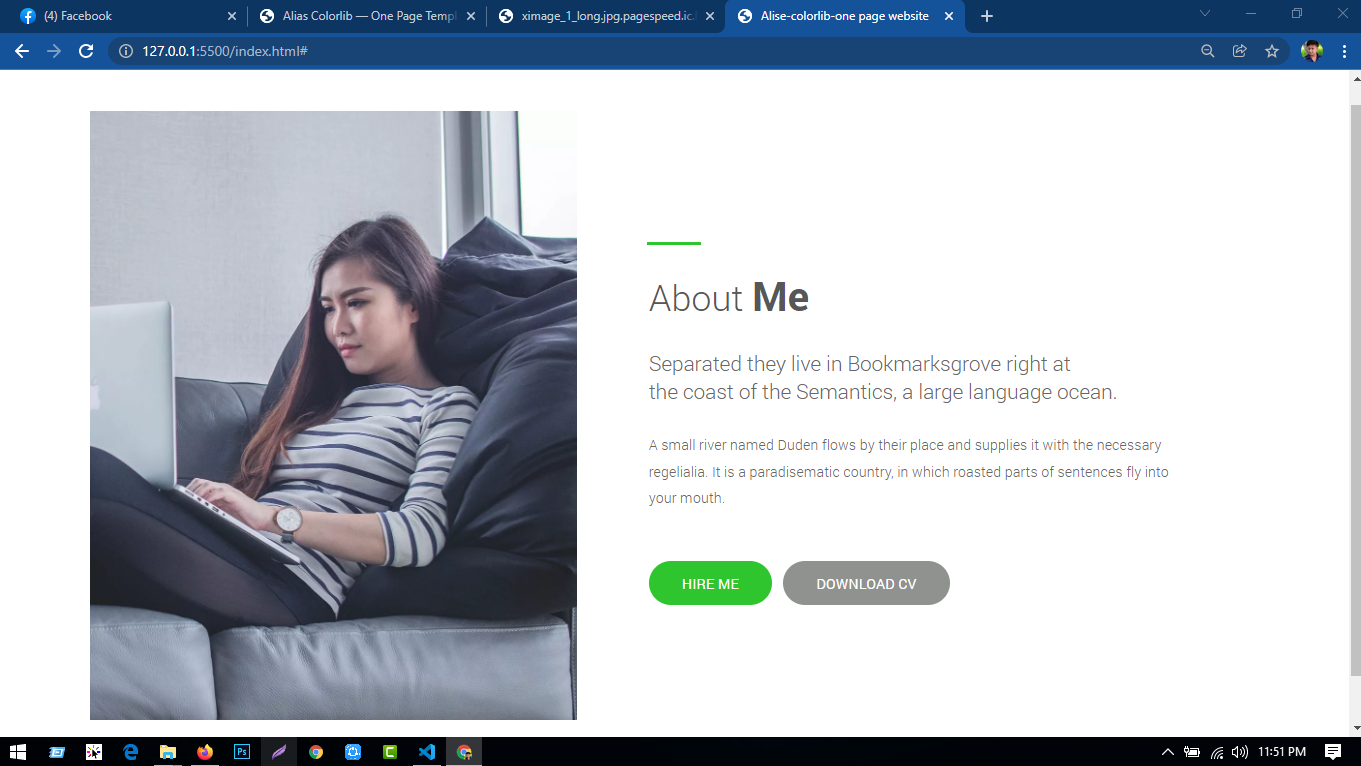 (4) Facebook
Alias Colorlib — One Page Templ
ximage_1_long.jpg.pagespeed.ic.
Alise-colorlib-one page website
127.0.0.1:5500/index.html#
About Me
Separated they live in Bookmarksgrove right at
the coast of the Semantics, a large language ocean.
A small river named Duden flows by their place and supplies it with the necessary
regelialia. It is a paradisematic country, in which roasted parts of sentences fly into
your mouth.
HIRE ME
DOWNLOAD CV
Ps
11:51 PM